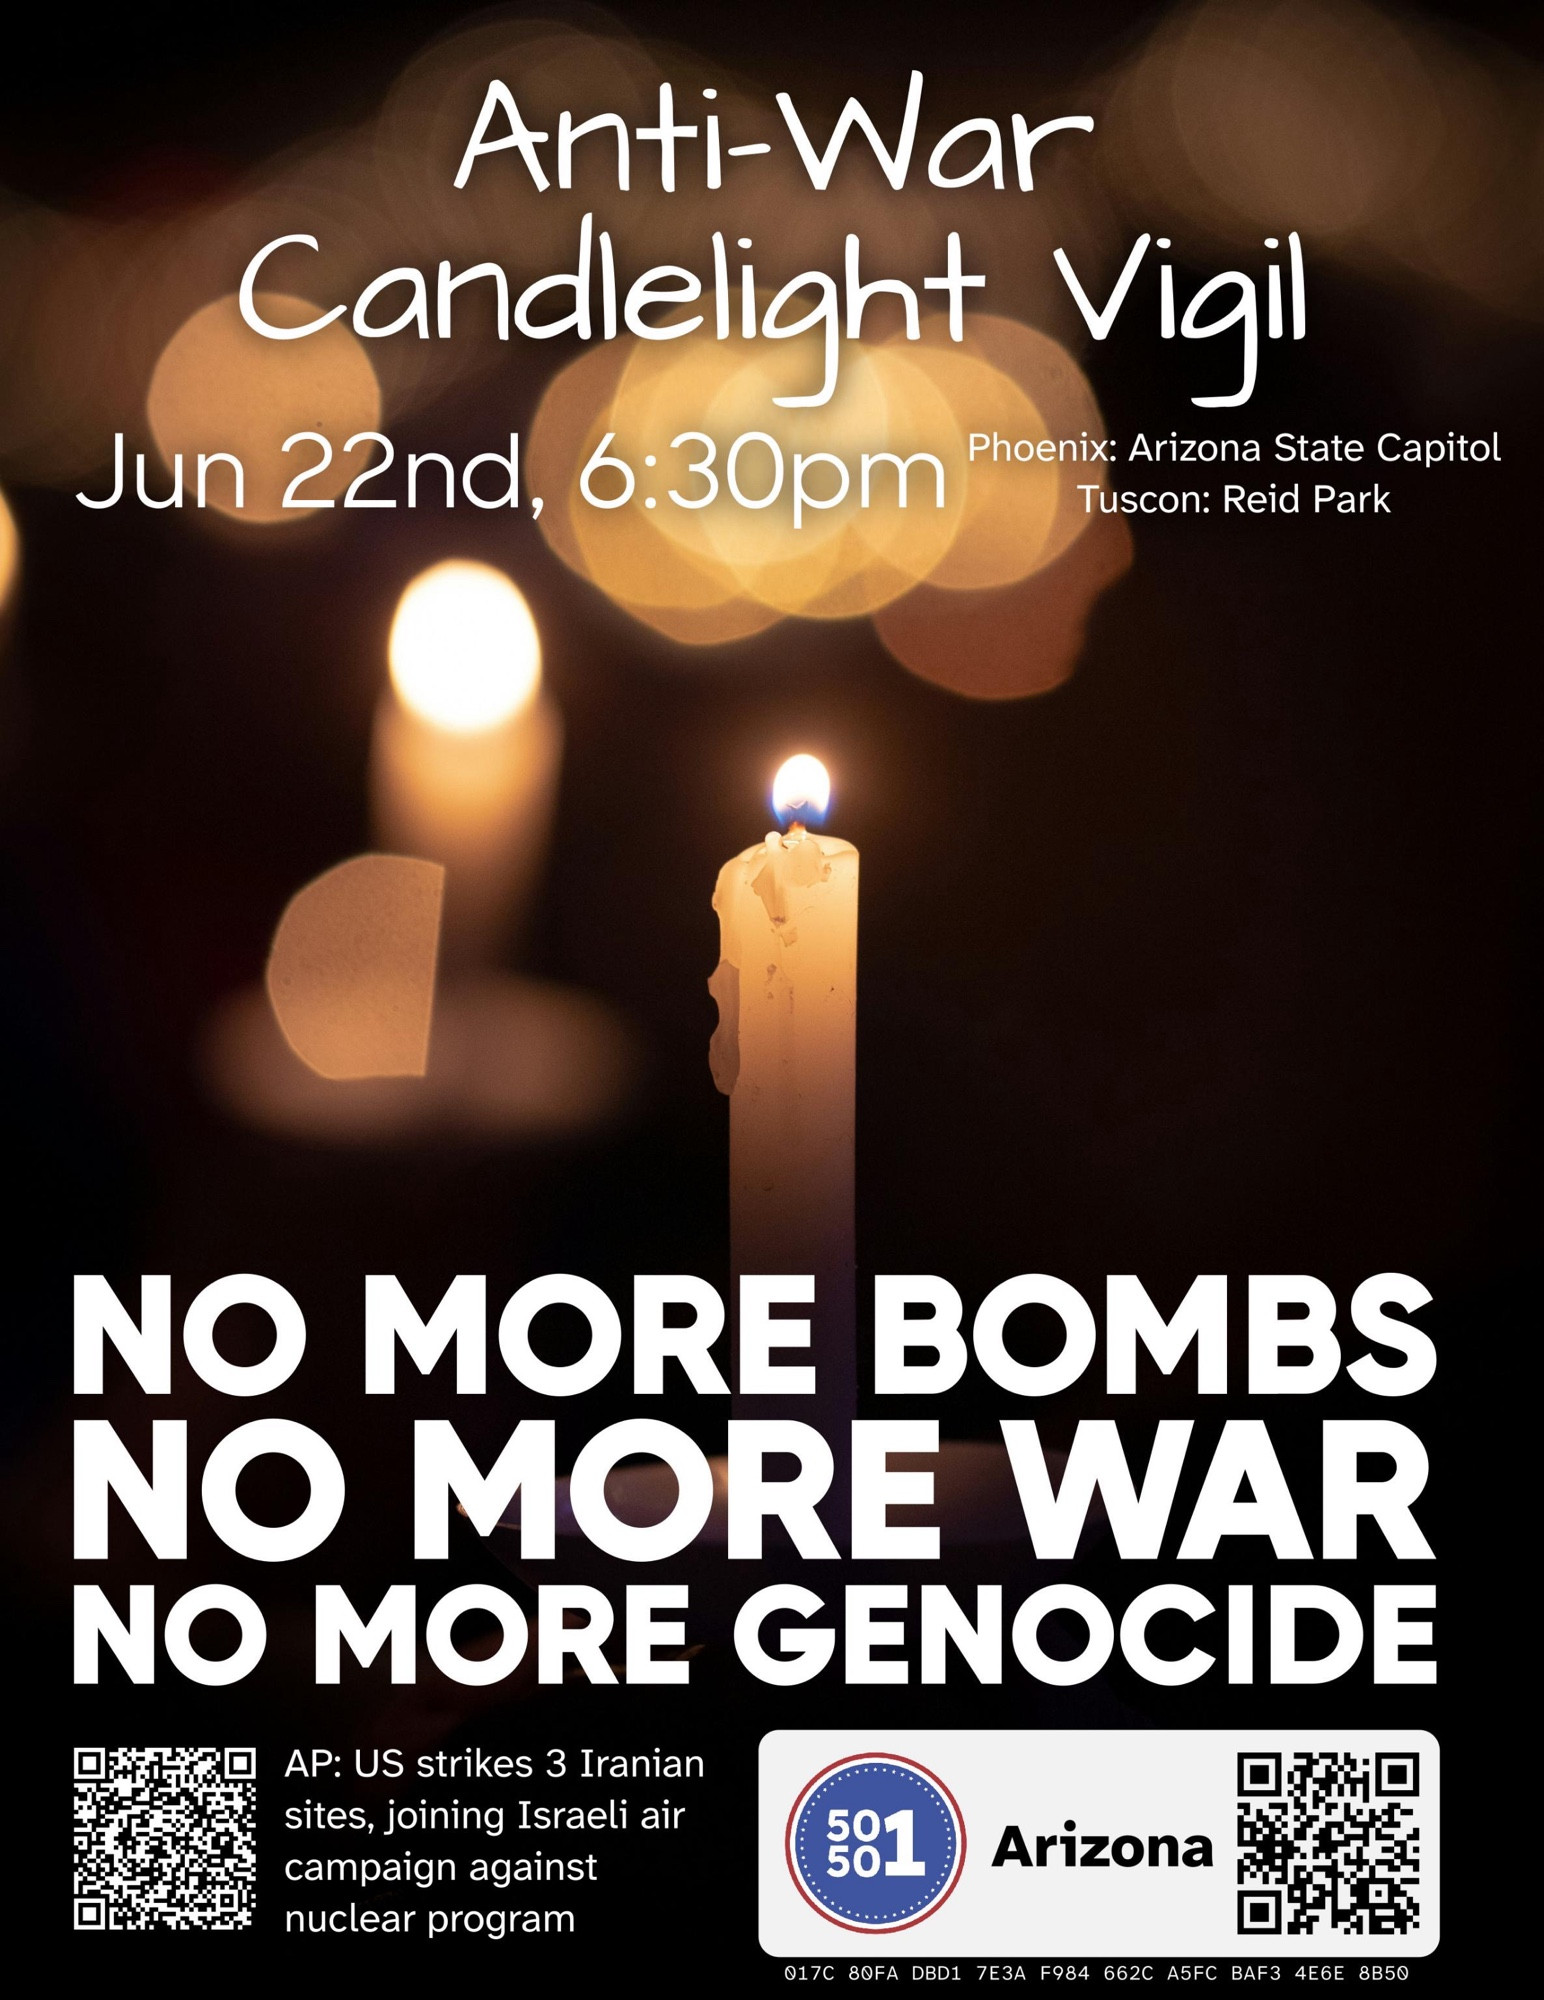 Anti-War
Candlelight Vigil
Jun 22nd, 6:30pm
Phoenix: Arizona State Capitol
Tuscon: Reid Park
NO MORE BOMBS
NO MORE WAR
NO MORE GENOCIDE
AP: US strikes 3 Iranian
sites, joining Israeli air
campaign against
nuclear program
50
501
Arizona
017C 80FA DBD1 7E3A F984 662C A5FC BAF3 4E6E 8B50